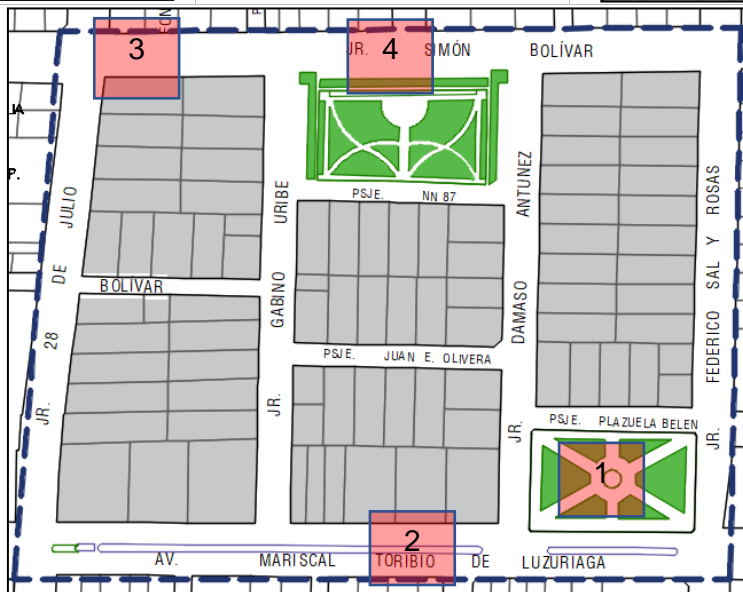 3
JR. 4 SIMÓN BOLÍVAR
P.
JR. 28 DE JULIO
JR. GABINO URIBE
JR. DAMASO ANTUNEZ
JR. FEDERICO SAL Y ROSAS
PSJE. NN 87
BOLÍVAR
PSJE. JUAN E. OLIVERA
PSJE. PLAZUELA BELEN
1
2
AV. MARISCAL TORIBIO DE LUZURIAGA